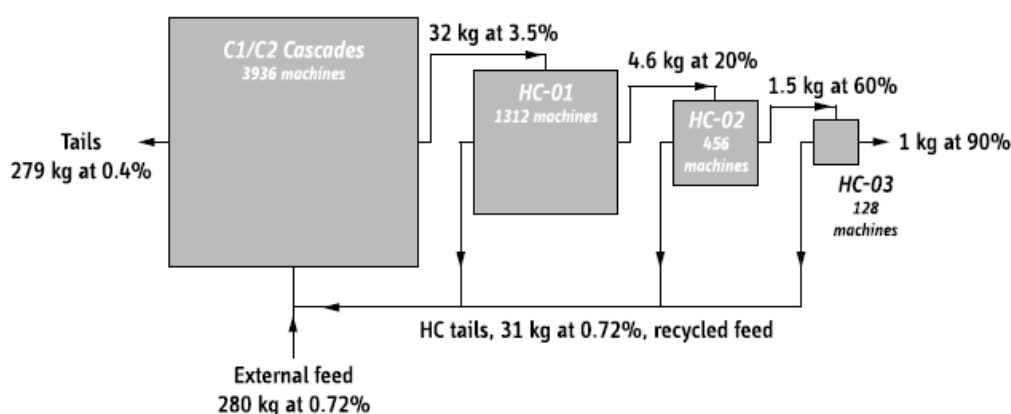 C1/C2 Cascades
3936 machines
32 kg at 3.5%
HC-01
1312 machines
4.6 kg at 20%
HC-02
456
machines
1.5 kg at 60%
1 kg at 90%
HC-03
128
machines
Tails
279 kg at 0.4%
HC tails, 31 kg at 0.72%, recycled feed
External feed
280 kg at 0.72%